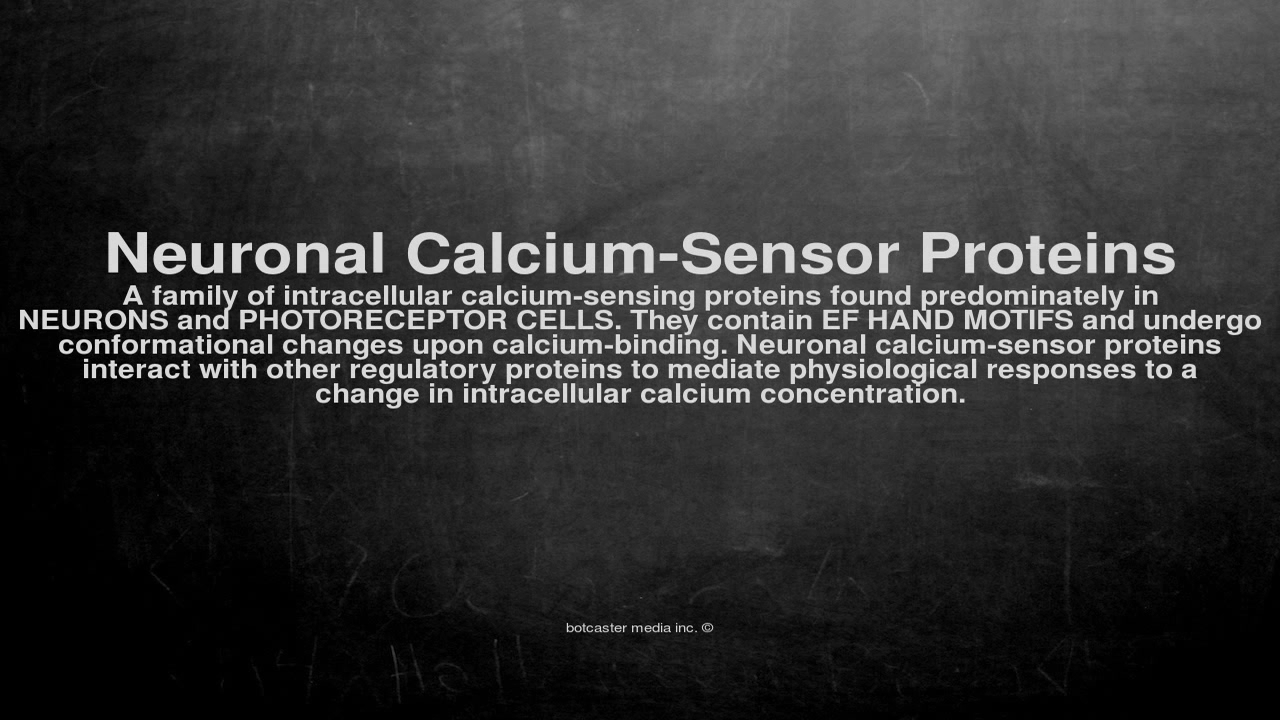 Neuronal Calcium-Sensor Proteins
A family of intracellular calcium-sensing proteins found predominately in
NEURONS and PHOTORECEPTOR CELLS. They contain EF HAND MOTIFS and undergo
conformational changes upon calcium-binding. Neuronal calcium-sensor proteins
interact with other regulatory proteins to mediate physiological responses to a
change in intracellular calcium concentration.
botcaster media inc. ©